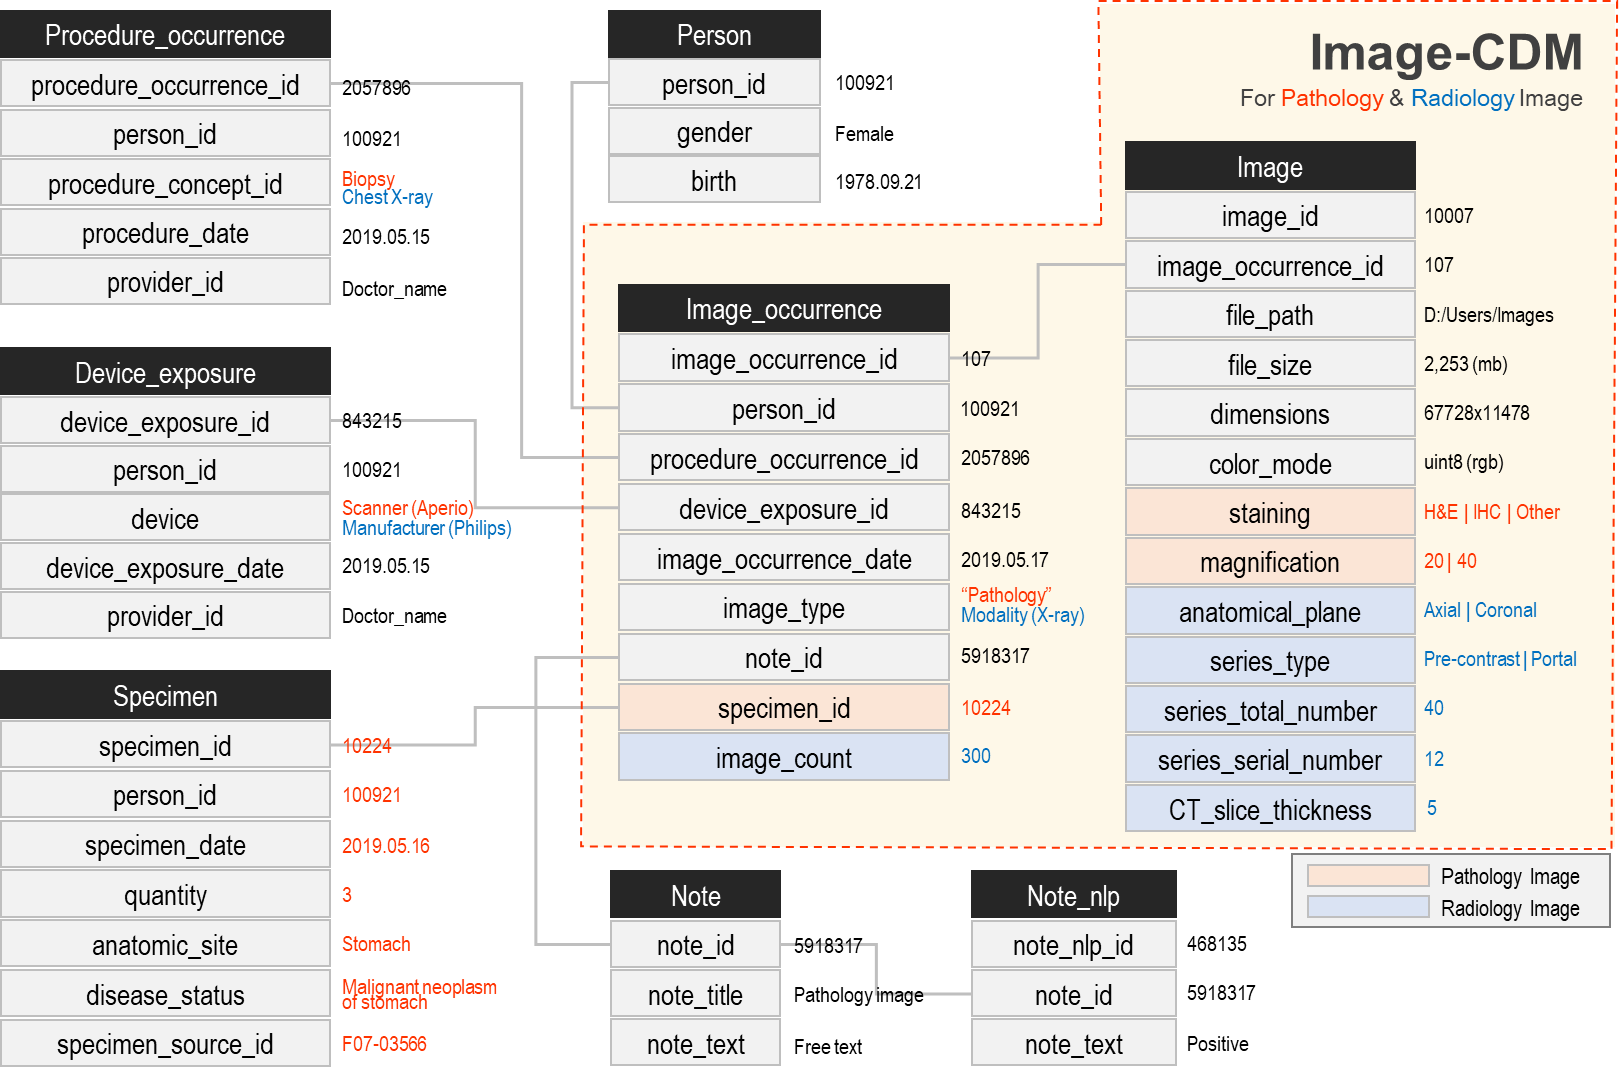 Procedure_occurrence
procedure_occurrence_id 2057896
person_id 100921
procedure_concept_id Biopsy
Chest X-ray
procedure_date 2019.05.15
provider_id Doctor_name
Device_exposure
device_exposure_id 843215
person_id 100921
device Scanner (Aperio)
Manufacturer (Philips)
device_exposure_date 2019.05.15
provider_id Doctor_name
Specimen
specimen_id 10224
person_id 100921
specimen_date 2019.05.16
quantity 3
anatomic_site Stomach
disease_status Malignant neoplasm
of stomach
specimen_source_id F07-03566
Person
person_id 100921
gender Female
birth 1978.09.21
Image-CDM
For Pathology & Radiology Image
Image_occurrence
image_occurrence_id 107
person_id 100921
procedure_occurrence_id 2057896
device_exposure_id 843215
image_occurrence_date 2019.05.17
image_type “Pathology”
Modality (X-ray)
note_id 5918317
specimen_id 10224
image_count 300
Image
image_id 10007
image_occurrence_id 107
file_path D:/Users/Images
file_size 2,253 (mb)
dimensions 67728x11478
color_mode uint8 (rgb)
staining H&E | IHC | Other
magnification 20 | 40
anatomical_plane Axial | Coronal
series_type Pre-contrast | Portal
series_total_number 40
series_serial_number 12
CT_slice_thickness 5
Pathology Image
Radiology Image
Note
note_id 5918317
note_title Pathology image
note_text Free text
Note_nlp
note_nlp_id 468135
note_id 5918317
note_text Positive